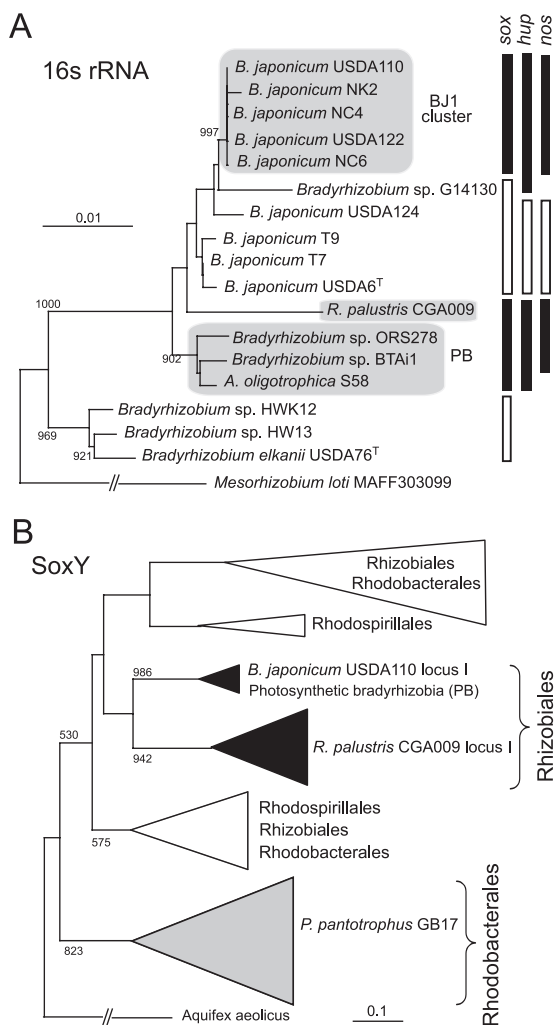 A
16s rRNA
sox
hup
nos
B. japonicum USDA110
B. japonicum NK2
B. japonicum NC4
B. japonicum USDA122
B. japonicum NC6
BJ1
cluster
997
Bradyrhizobium sp. G14130
B. japonicum USDA124
0.01
B. japonicum T9
B. japonicum T7
B. japonicum USDA6T
1000
R. palustris CGA009
Bradyrhizobium sp. ORS278
Bradyrhizobium sp. BTAi1
A. oligotrophica S58
PB
902
Bradyrhizobium sp. HWK12
Bradyrhizobium sp. HW13
Bradyrhizobium elkanii USDA76T
969
921
Mesorhizobium loti MAFF303099
B
SoxY
Rhizobiales
Rhodobacterales
Rhodospirillales
986
B. japonicum USDA110 locus I
Photosynthetic bradyrhizobia (PB)
R. palustris CGA009 locus I
942
Rhizobiales
530
Rhodospirillales
Rhizobiales
Rhodobacterales
575
P. pantotrophus GB17
Rhodobacterales
823
Aquifex aeolicus
0.1